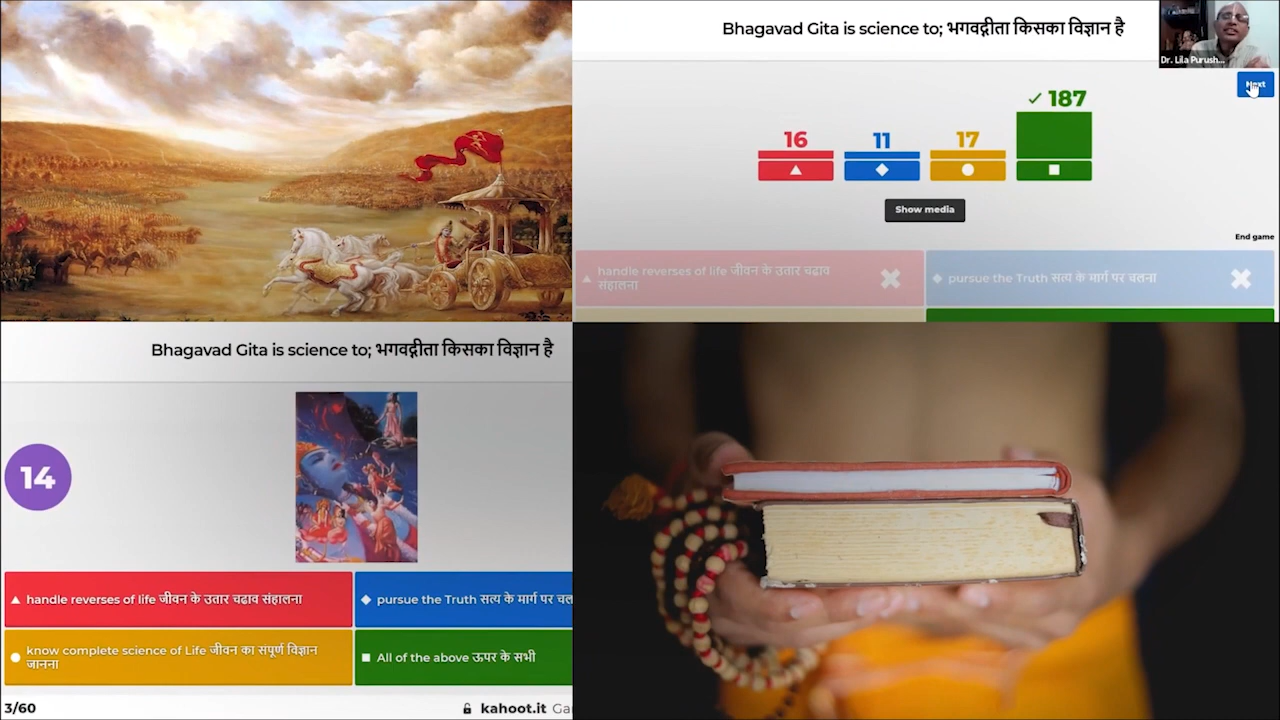 Bhagavad Gita is science to; भगवद्गीता किसका विज्ञान है
Dr. Lila Purush...
Next
187
16
11
17
Show media
End game
handle reverses of life जीवन के उतार चढाव
संहालना
pursue the Truth सत्य के मार्ग पर चलना
Bhagavad Gita is science to; भगवद्गीता किसका विज्ञान है
14
handle reverses of life जीवन के उतार चढाव संहालना
pursue the Truth सत्य के मार्ग पर चल
know complete science of Life जीवन का संपूर्ण विज्ञान
जानना
All of the above ऊपर के सभी
3/60
kahoot.it Ga